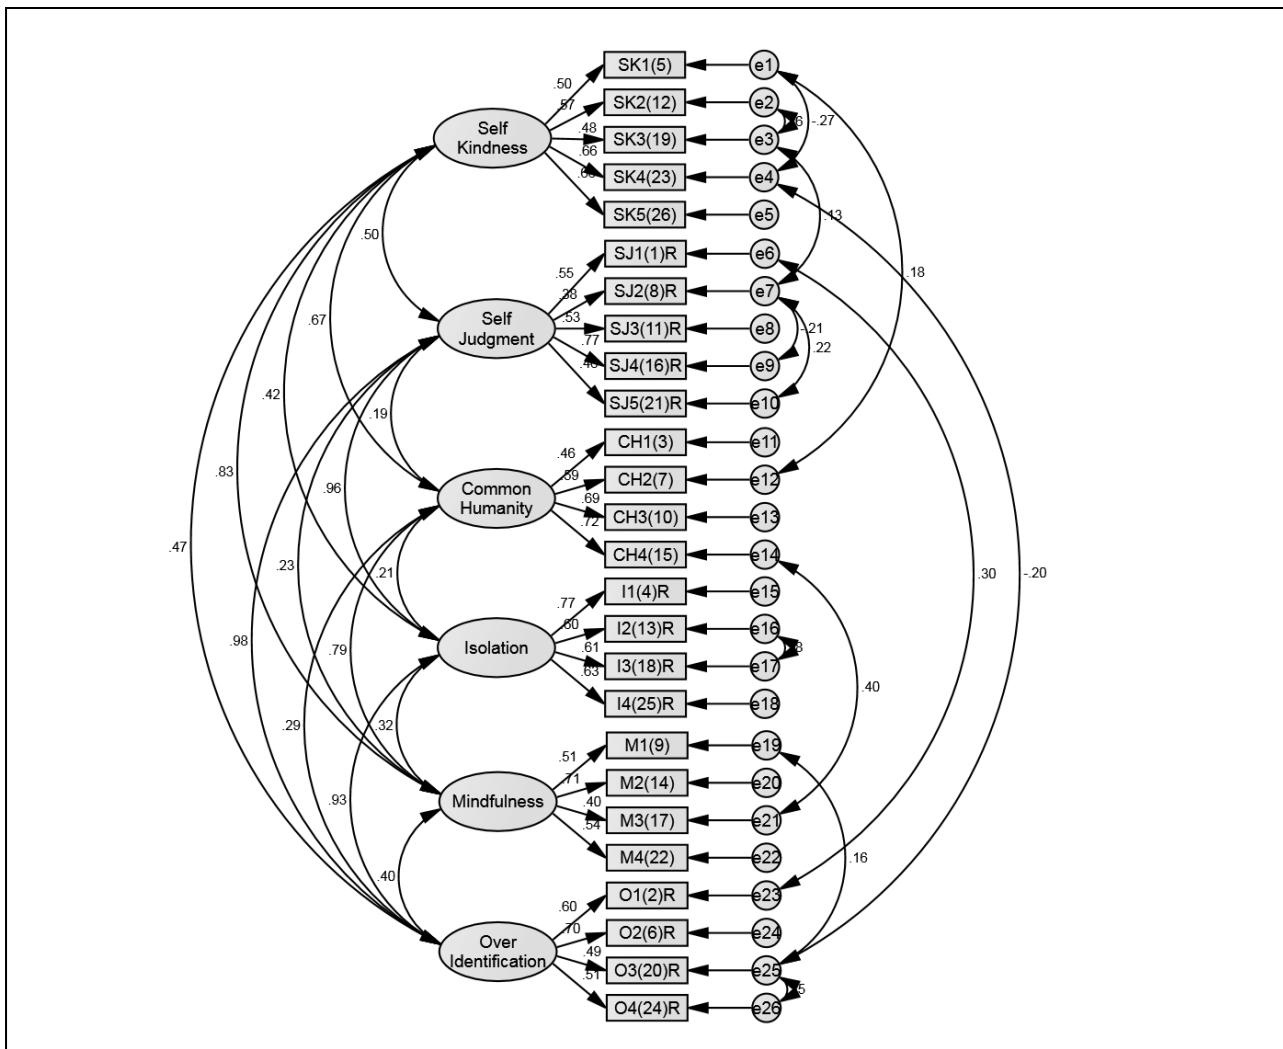 SK1(5)
e1
.50
SK2(12)
e2
.57
-.27
Self
Kindness
SK3(19)
e3
.48
SK4(23)
e4
.66
SK5(26)
e5
.13
.50
SJ1(1)R
e6
.55
.18
SJ2(8)R
e7
.38
Self
Judgment
SJ3(11)R
e8
.53
-.21
.22
SJ4(16)R
e9
.77
SJ5(21)R
e10
.67
.42
.19
CH1(3)
e11
.46
CH2(7)
e12
.59
.83
.96
Common
Humanity
CH3(10)
e13
.69
CH4(15)
e14
.72
.47
.23
.21
.30
-.20
I1(4)R
e15
.77
I2(13)R
e16
.60
.98
.79
Isolation
I3(18)R
e17
.61
I4(25)R
e18
.63
.40
.29
.32
M1(9)
e19
.51
M2(14)
e20
.71
.93
Mindfulness
M3(17)
e21
.40
M4(22)
e22
.54
.16
.40
O1(2)R
e23
.60
O2(6)R
e24
.70
Over
Identification
O3(20)R
e25
.49
O4(24)R
e26
.51